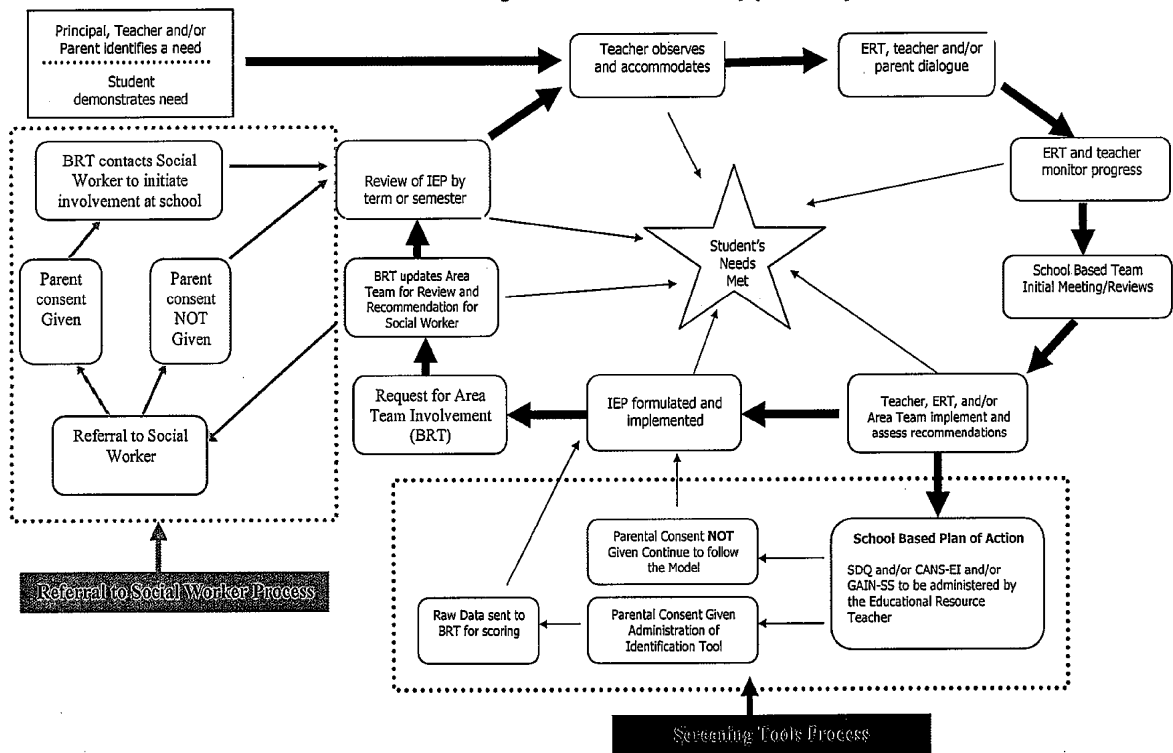 Principal, Teacher and/or
Parent identifies a need
Student
demonstrates need
Teacher observes
and accommodates
ERT, teacher and/or
parent dialogue
BRT contacts Social
Worker to initiate
involvement at school
Review of IEP by
term or semester
ERT and teacher
monitor progress
Student's
Needs
Met
Parent
consent
Given
Parent
consent
NOT
Given
BRT updates Area
Team for Review and
Recommendation for
Social Worker
School Based Team
Initial Meeting/Reviews
Referral to Social
Worker
Request for Area
Team Involvement
(BRT)
IEP formulated and
implemented
Teacher, ERT, and/or
Area Team implement and
assess recommendations
Parental Consent NOT
Given Continue to follow
the Model
School Based Plan of Action
SDQ and/or CANS-EI and/or
GAIN-SS to be administered by
the Educational Resource
Teacher
Raw Data sent to
BRT for scoring
Parental Consent Given
Administration of
Identification Tool
Referral to Social Worker Process
Screening Tools Process